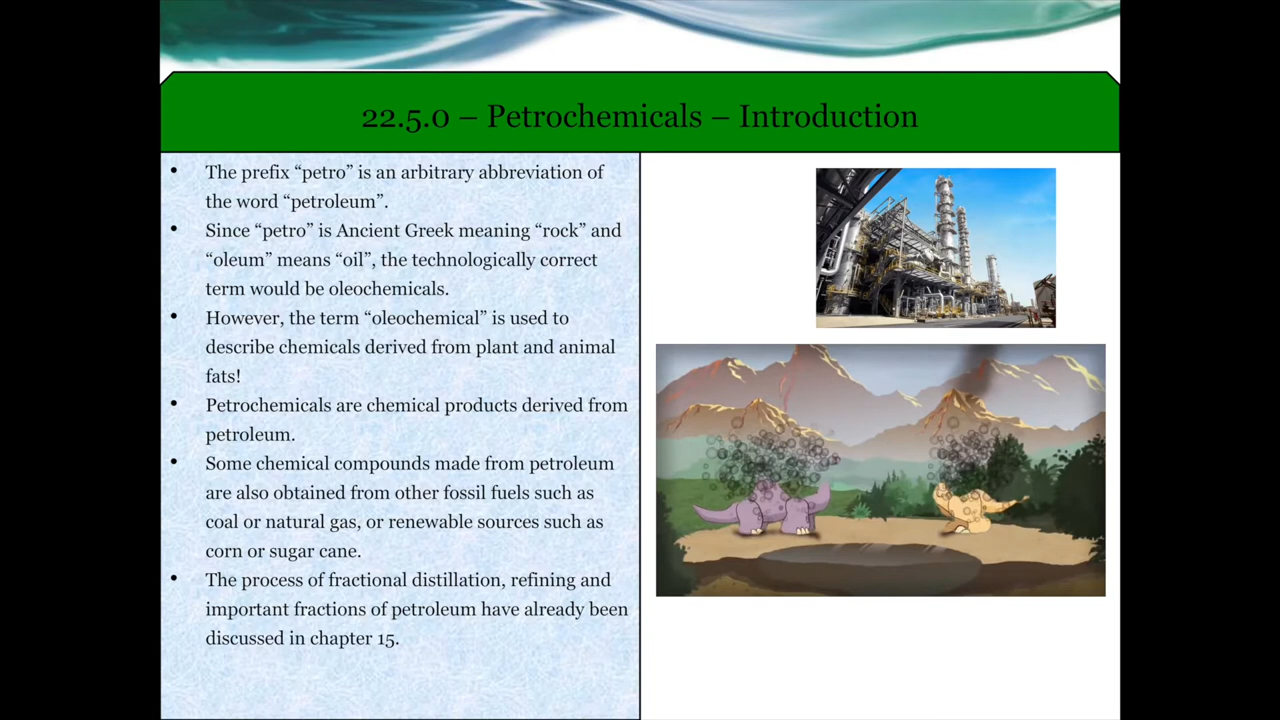 22.5.0 – Petrochemicals – Introduction
• The prefix “petro” is an arbitrary abbreviation of
the word “petroleum”.
• Since “petro” is Ancient Greek meaning “rock” and
“oleum” means “oil”, the technologically correct
term would be oleochemicals.
• However, the term “oleochemical” is used to
describe chemicals derived from plant and animal
fats!
• Petrochemicals are chemical products derived from
petroleum.
• Some chemical compounds made from petroleum
are also obtained from other fossil fuels such as
coal or natural gas, or renewable sources such as
corn or sugar cane.
• The process of fractional distillation, refining and
important fractions of petroleum have already been
discussed in chapter 15.